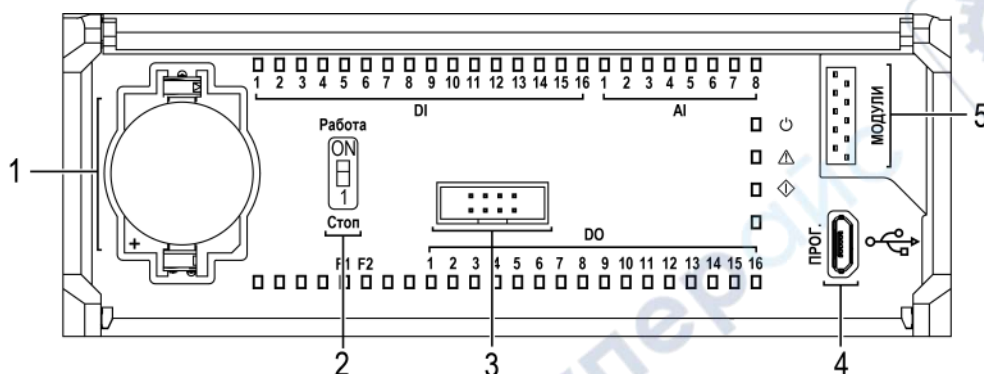 1 2 3 4 5 6 7 8 9 10 11 12 13 14 15 16 1 2 3 4 5 6 7 8
DI AI
Работа
ON
1
Стоп
МОДУЛИ
ПРОГ.
DO
F1 F2 1 2 3 4 5 6 7 8 9 10 11 12 13 14 15 16
+
1
2
3
4
5